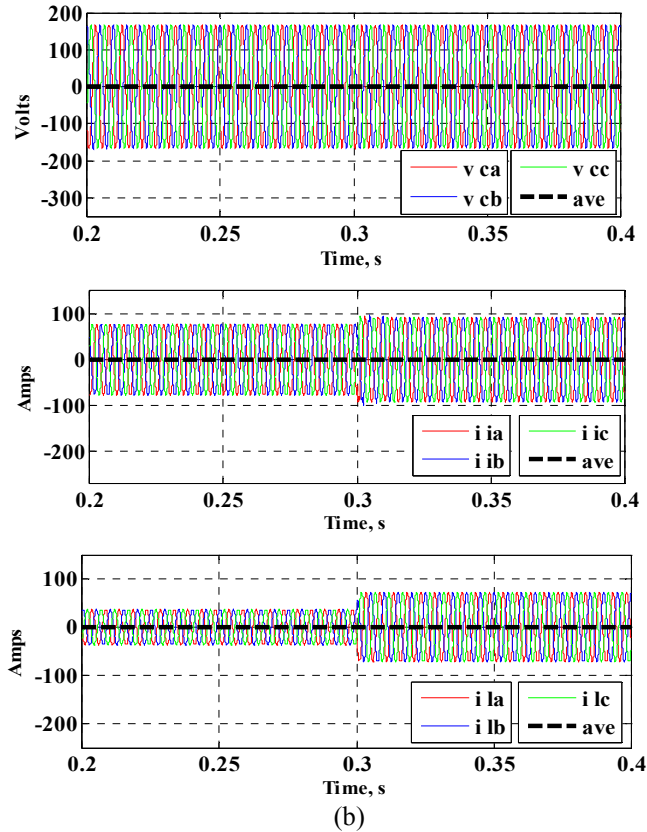 200
100
0
-100
-200
-300
Volts
v ca
v cc
v cb
ave
0.2
0.25
0.3
0.35
0.4
Time, s
100
0
-100
-200
Amps
i ia
i ic
i ib
ave
0.2
0.25
0.3
0.35
0.4
Time, s
100
0
-100
-200
Amps
i la
i lc
i lb
ave
0.2
0.25
0.3
0.35
0.4
Time, s
(b)